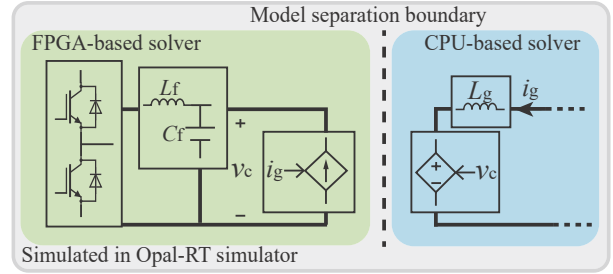 Model separation boundary
FPGA-based solver
CPU-based solver
Lf
Cf
+
vc
−
ig
Lg
ig
+
−
vc
Simulated in Opal-RT simulator